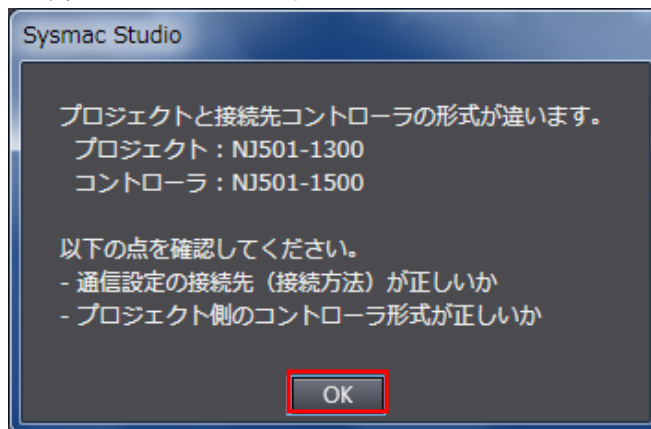 Sysmac Studio
プロジェクトと接続先コントローラの形式が違います。
プロジェクト：NJ501-1300
コントローラ：NJ501-1500
以下の点を確認してください。
- 通信設定の接続先（接続方法）が正しいか
- プロジェクト側のコントローラ形式が正しいか
OK